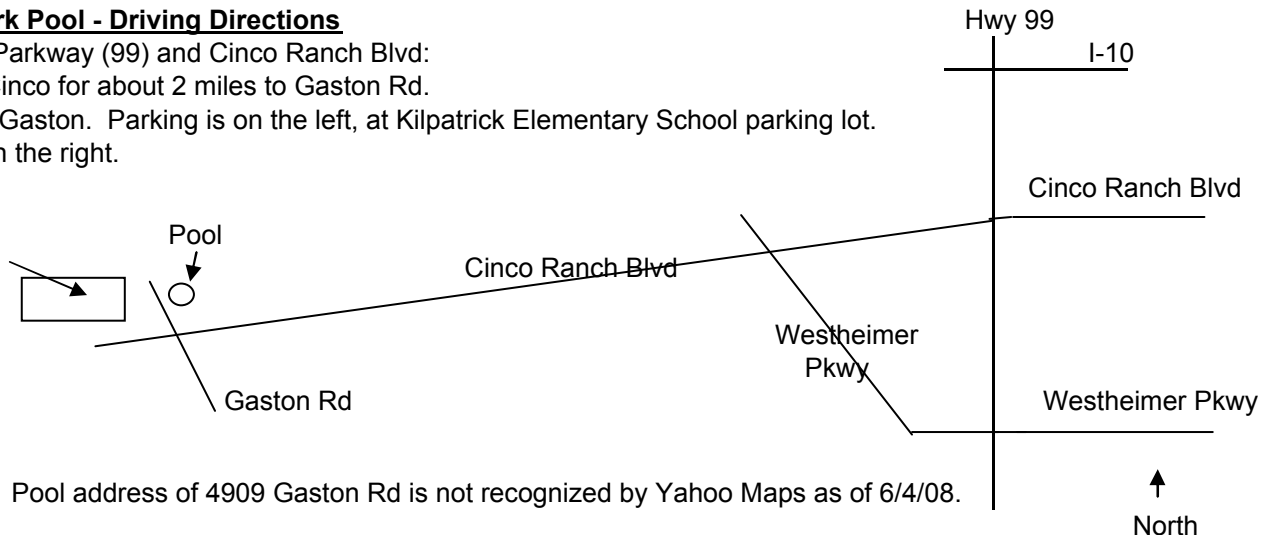 rk Pool - Driving Directions
Parkway (99) and Cinco Ranch Blvd:
inco for about 2 miles to Gaston Rd.
Gaston.  Parking is on the left, at Kilpatrick Elementary School parking lot.
n the right.
Hwy 99
I-10
Cinco Ranch Blvd
Pool
Cinco Ranch Blvd
Westheimer
Pkwy
Gaston Rd
Westheimer Pkwy
Pool address of 4909 Gaston Rd is not recognized by Yahoo Maps as of 6/4/08.
North